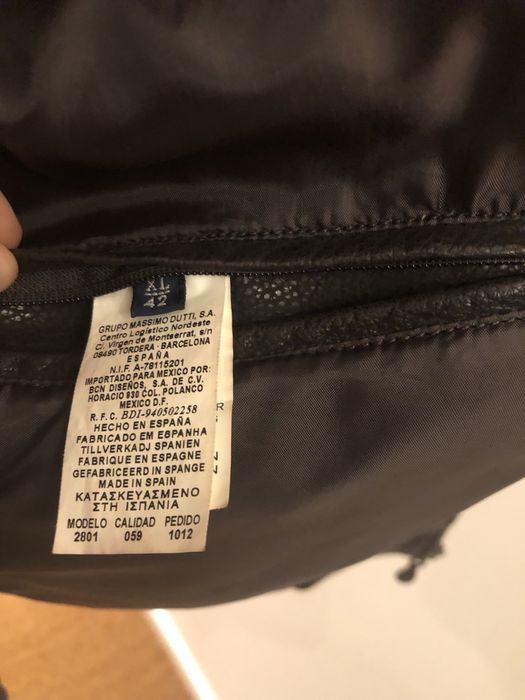 XL
42
GRUPO MASSIMO DUTTI, S.A.
Centro Logístico Nordeste
C/. Virgen de Montserrat, s/n
08490 TORDERA - BARCELONA
ESPAÑA
N.I.F. A-78115201
IMPORTADO PARA MEXICO POR:
BCN DISEÑOS, S.A. DE C.V.
HORACIO 930 COL. POLANCO
MEXICO D.F.
R.F.C. BDI-940502258
HECHO EN ESPAÑA
FABRICADO EM ESPANHA
TILLVERKADJ SPANIEN
FABRIQUE EN ESPAGNE
GEFABRICEERD IN SPANGE
MADE IN SPAIN
ΚΑΤΑΣΚΕΥΑΣΜΕΝΟ
ΣΤΗ ΙΣΠΑΝΙΑ
MODELO CALIDAD PEDIDO
2801 059 1012